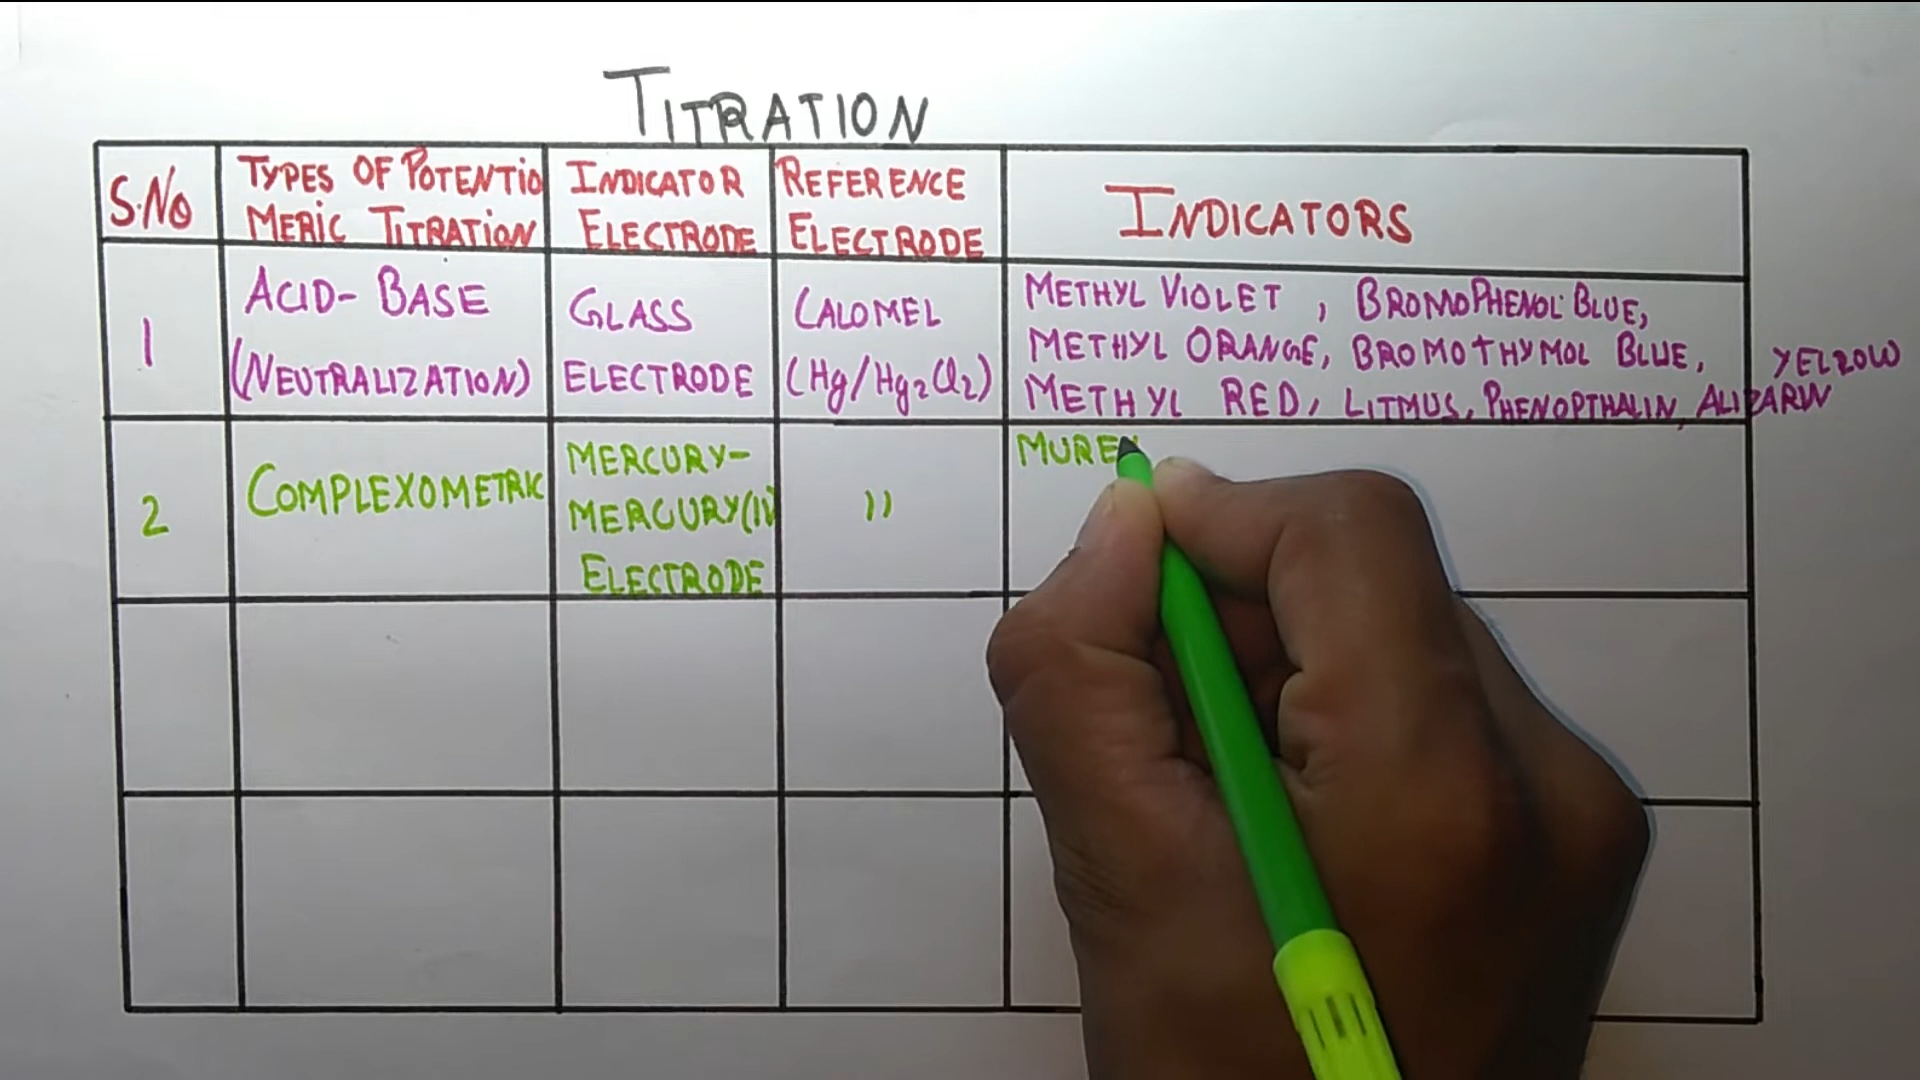 TITRATION
S.NO
TYPES OF POTENTIO
MERIC TITRATION
INDICATOR
ELECTRODE
REFERENCE
ELECTRODE
INDICATORS
1
ACID-BASE
(NEUTRALIZATION)
GLASS
ELECTRODE
CALOMEL
(Hg/Hg2Cl2)
METHYL VIOLET , BROMOPHENOL BLUE,
METHYL ORANGE, BROMOTHYMOL BLUE,
METHYL RED, LITMUS, PHENOPTHALIN, ALIZARIN
YELLOW
2
COMPLEXOMETRIC
MERCURY-
MERCURY(IV)
ELECTRODE
''